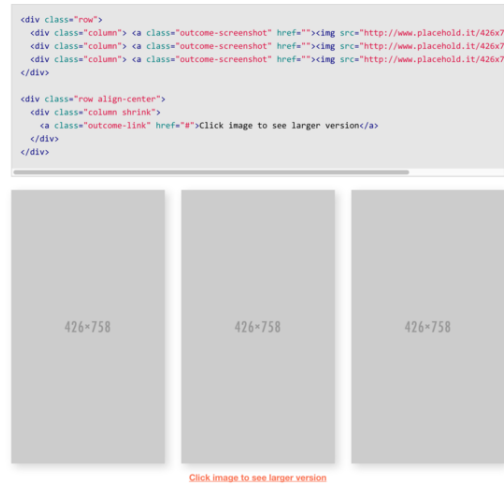 <div class="row">
<div class="column"> <a class="outcome-screenshot" href=""><img src="http://www.placehold.it/426x7
<div class="column"> <a class="outcome-screenshot" href=""><img src="http://www.placehold.it/426x7
<div class="column"> <a class="outcome-screenshot" href=""><img src="http://www.placehold.it/426x7
</div>
<div class="row align-center">
<div class="column shrink">
<a class="outcome-link" href="#">Click image to see larger version</a>
</div>
</div>
426×758
426×758
426×758
Click image to see larger version